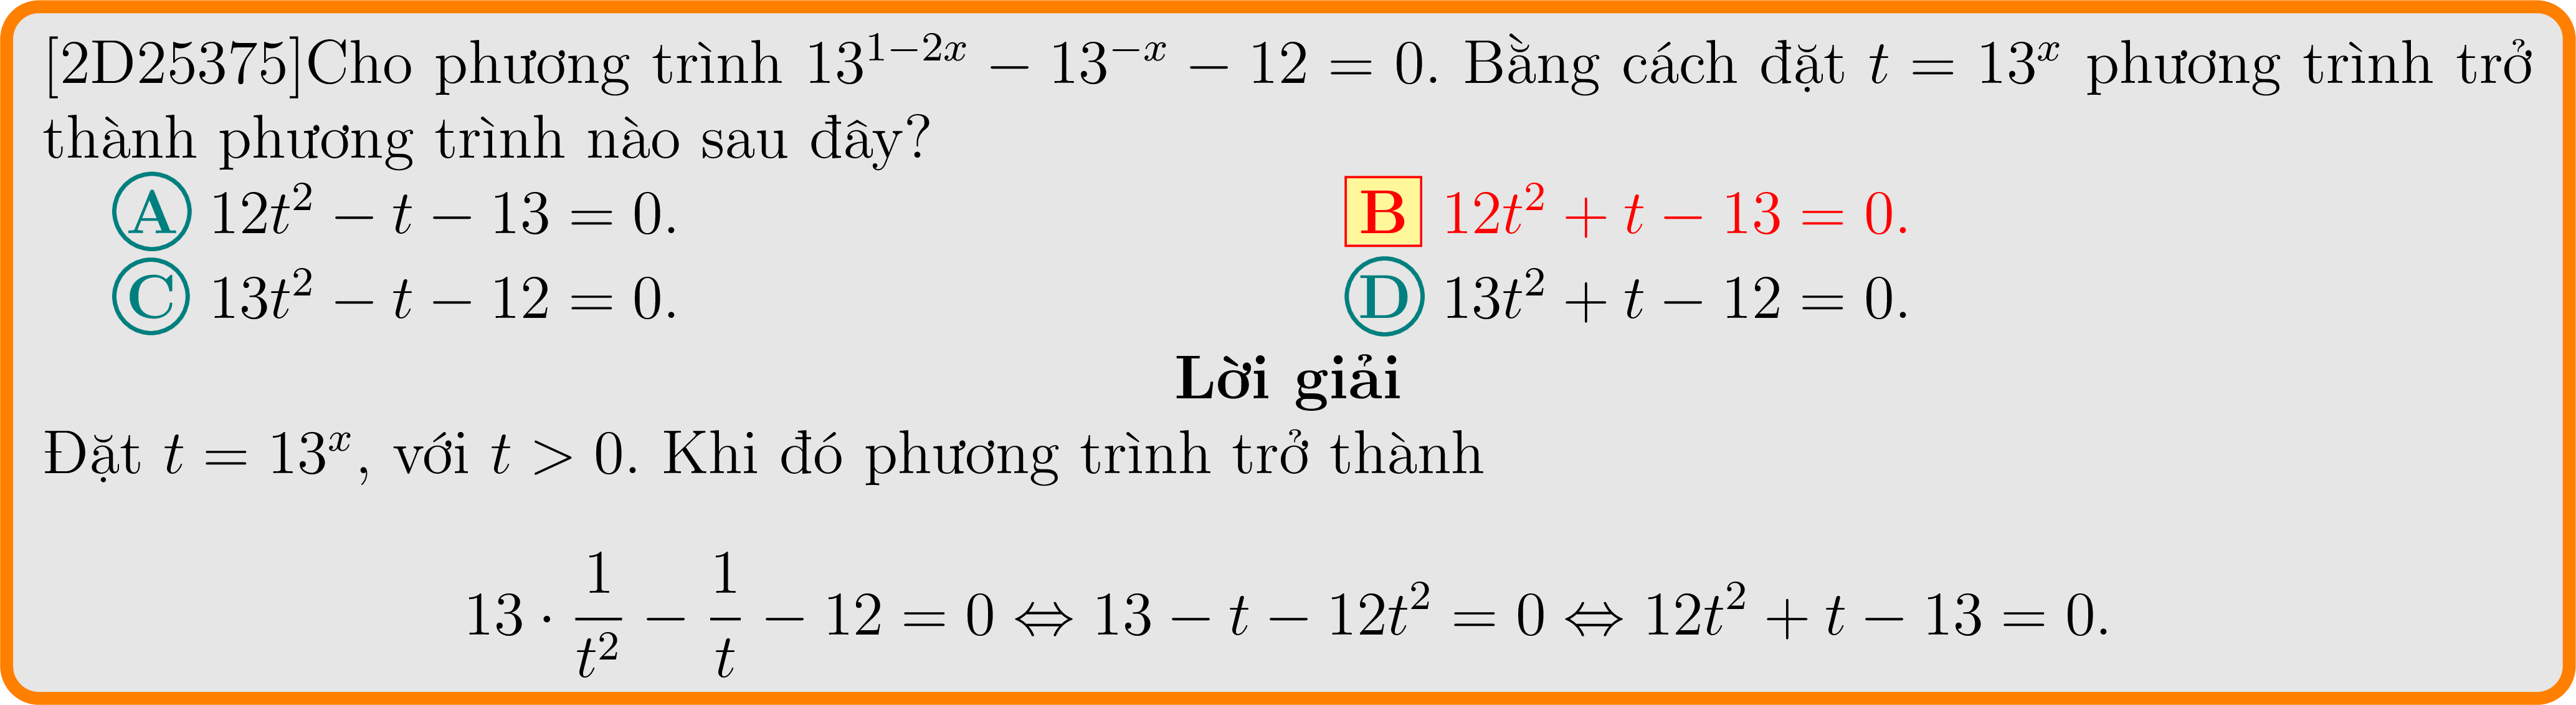 [2D25375]Cho phương trình $13^{1-2x} - 13^{-x} - 12 = 0$. Bằng cách đặt $t = 13^x$ phương trình trở
thành phương trình nào sau đây?
A $12t^2 - t - 13 = 0$. B $12t^2 + t - 13 = 0$.
C $13t^2 - t - 12 = 0$. D $13t^2 + t - 12 = 0$.
Lời giải
Đặt $t = 13^x$, với $t > 0$. Khi đó phương trình trở thành
$13 \cdot \frac{1}{t^2} - \frac{1}{t} - 12 = 0 \Leftrightarrow 13 - t - 12t^2 = 0 \Leftrightarrow 12t^2 + t - 13 = 0.$